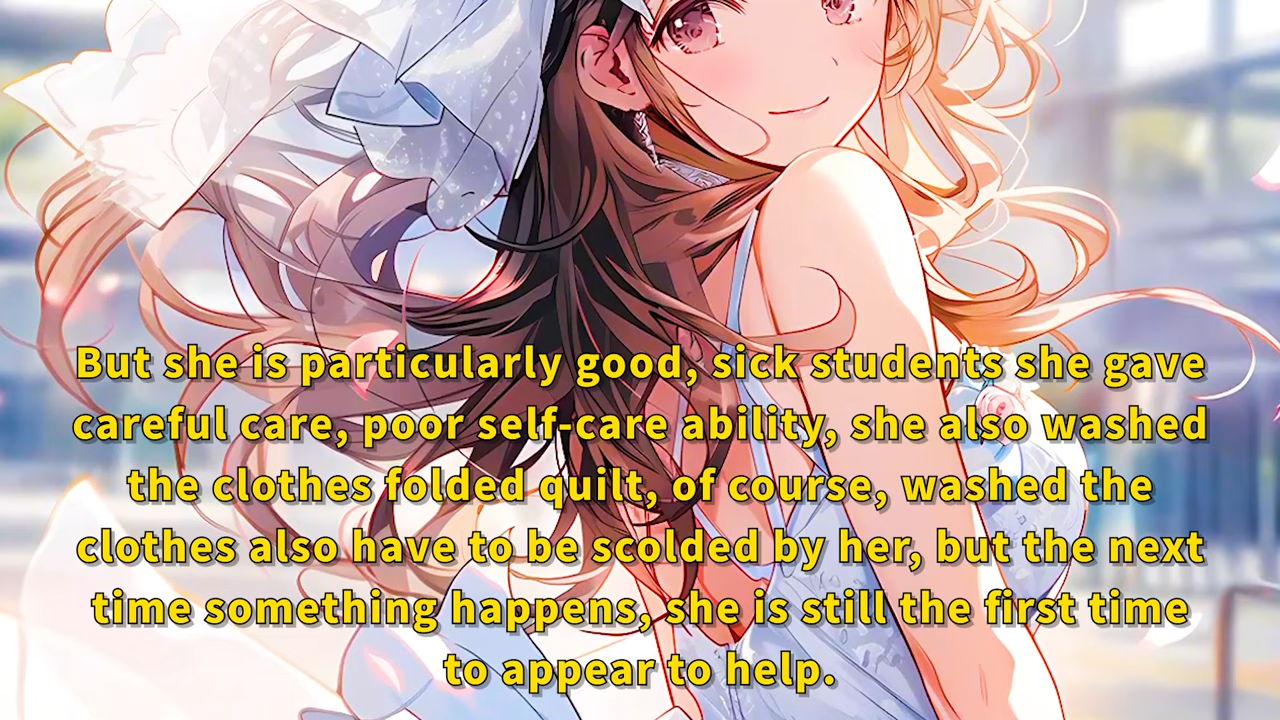 But she is particularly good, sick students she gave
careful care, poor self-care ability, she also washed
the clothes folded quilt, of course, washed the
clothes also have to be scolded by her, but the next
time something happens, she is still the first time
to appear to help.